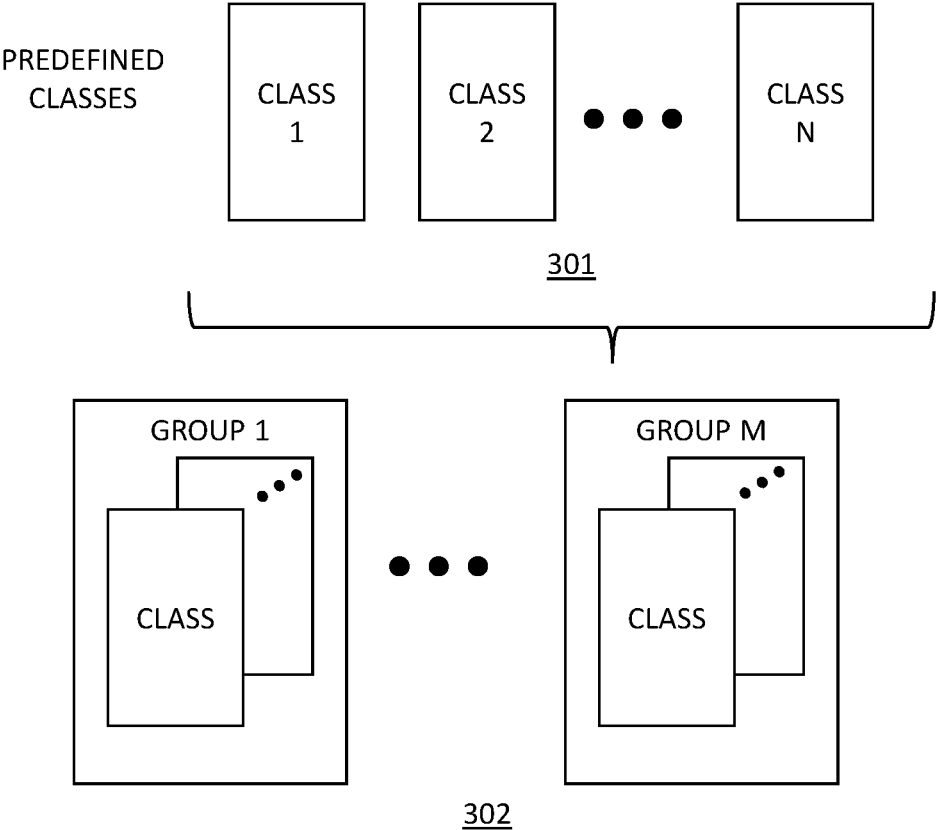 PREDEFINED
CLASSES
CLASS
1
CLASS
2
CLASS
N
301
GROUP 1
CLASS
GROUP M
CLASS
302